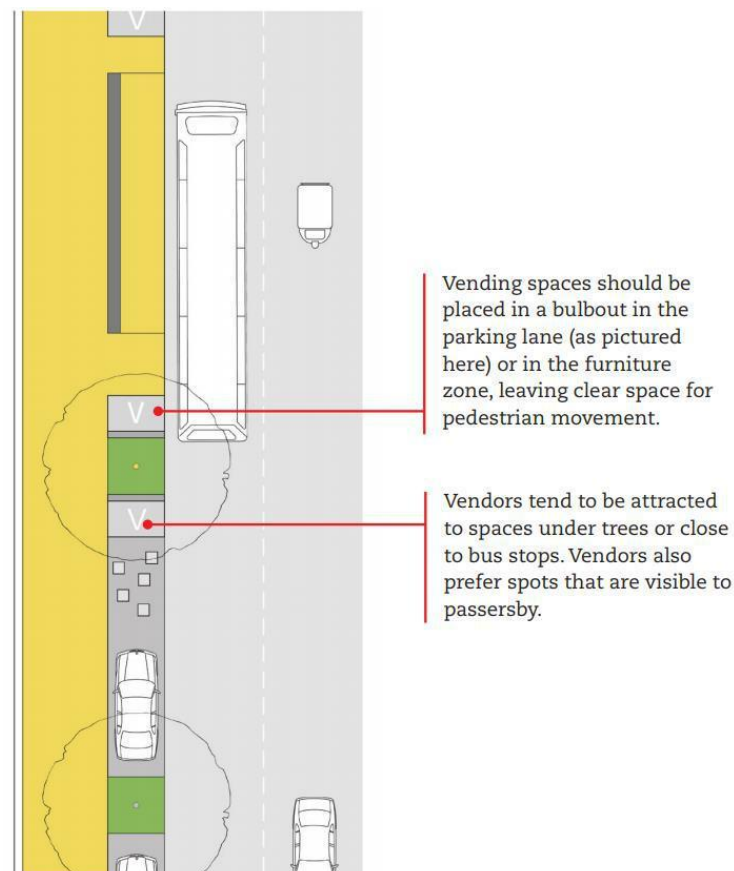 V
Vending spaces should be
placed in a bulbout in the
parking lane (as pictured
here) or in the furniture
zone, leaving clear space for
pedestrian movement.
V
Vendors tend to be attracted
to spaces under trees or close
to bus stops. Vendors also
prefer spots that are visible to
passersby.
V